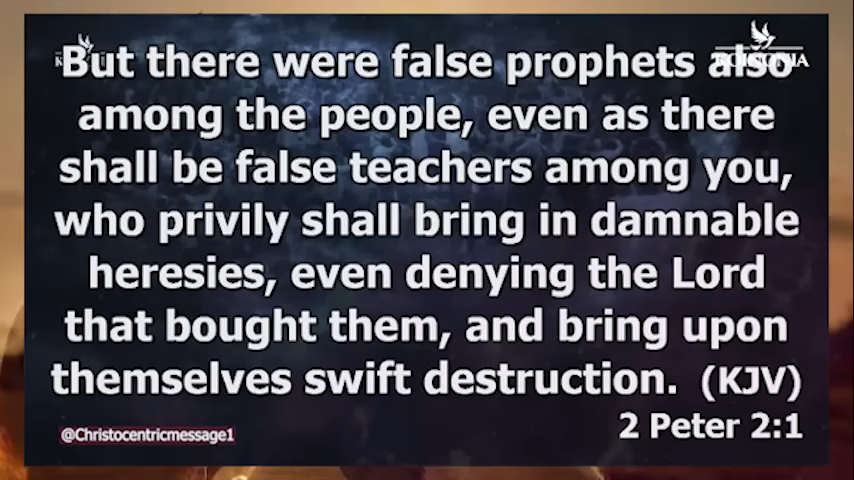 But there were false prophets also
among the people, even as there
shall be false teachers among you,
who privily shall bring in damnable
heresies, even denying the Lord
that bought them, and bring upon
themselves swift destruction. (KJV)
2 Peter 2:1
@Christocentricmessage1
KOINONIA